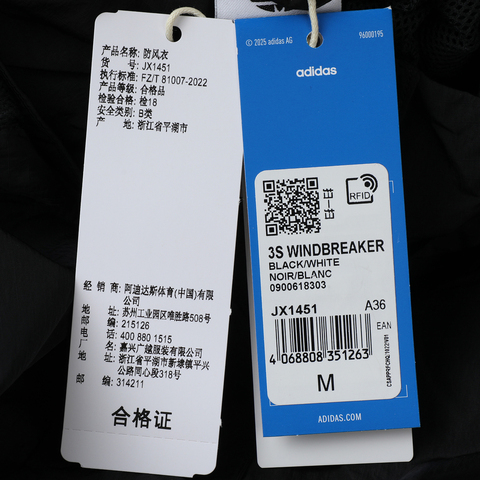 产品名称: 防风衣
货 号: JX1451
执行标准: FZ/T 81007-2022
产品等级: 合格品
检验合格: 检18
安全类别: B类
产 地: 浙江省平湖市
经 销 商: 阿迪达斯体育(中国)有限
公司
地 址: 苏州工业园区唯胜路508号
邮 编: 215126
电 话: 400 880 1515
厂 名: 嘉兴广越服装有限公司
地 址: 浙江省平湖市新埭镇平兴
公路同心段318号
邮 编: 314211
合格证
© 2025 adidas AG
96000195
adidas
RFID
3S WINDBREAKER
BLACK/WHITE
NOIR/BLANC
0900618303
JX1451
A36
EAN
4 068808 351263
M
ADIDAS.COM